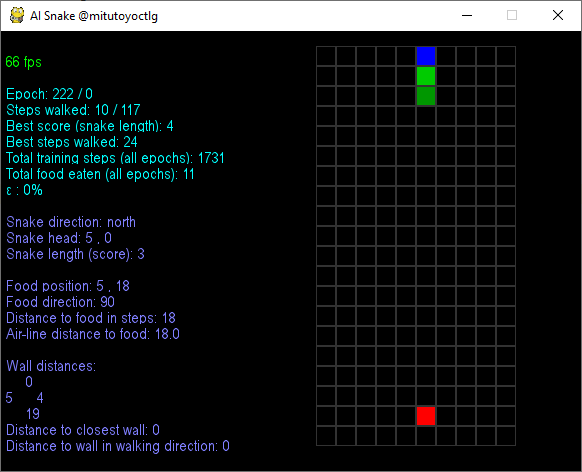 AI Snake @mitutoyoctlg
66 fps
Epoch: 222 / 0
Steps walked: 10 / 117
Best score (snake length): 4
Best steps walked: 24
Total training steps (all epochs): 1731
Total food eaten (all epochs): 11
ε : 0%
Snake direction: north
Snake head: 5 , 0
Snake length (score): 3
Food position: 5 , 18
Food direction: 90
Distance to food in steps: 18
Air-line distance to food: 18.0
Wall distances:
0
5 4
19
Distance to closest wall: 0
Distance to wall in walking direction: 0